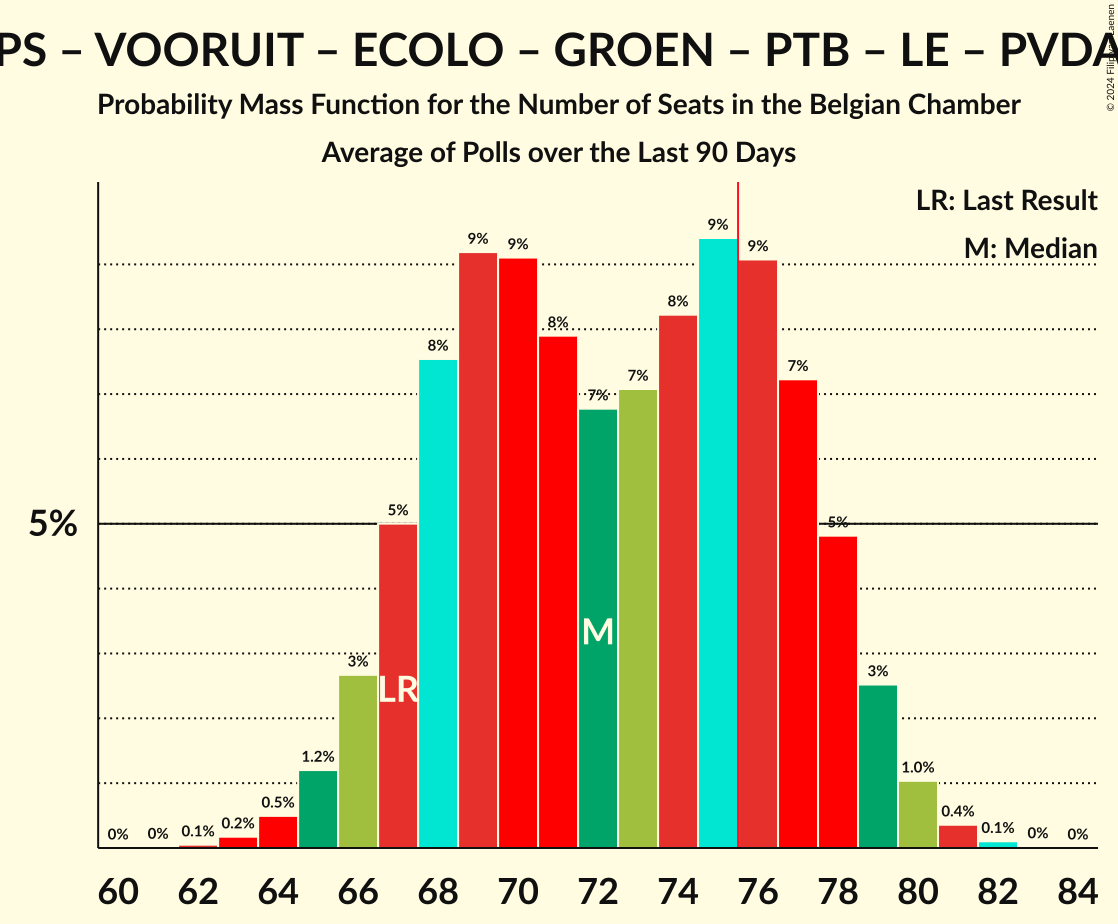 PS – VOORUIT – ECOLO – GROEN – PTB – LE – PVDA
Probability Mass Function for the Number of Seats in the Belgian Chamber
Average of Polls over the Last 90 Days
LR: Last Result
M: Median
5%
0% 0% 0.1% 0.2% 0.5% 1.2% 3% 5% 8% 9% 9% 8% 7% 7% 8% 9% 9% 7% 5% 3% 1.0% 0.4% 0.1% 0% 0%
LR
M
60 62 64 66 68 70 72 74 76 78 80 82 84
© 2024